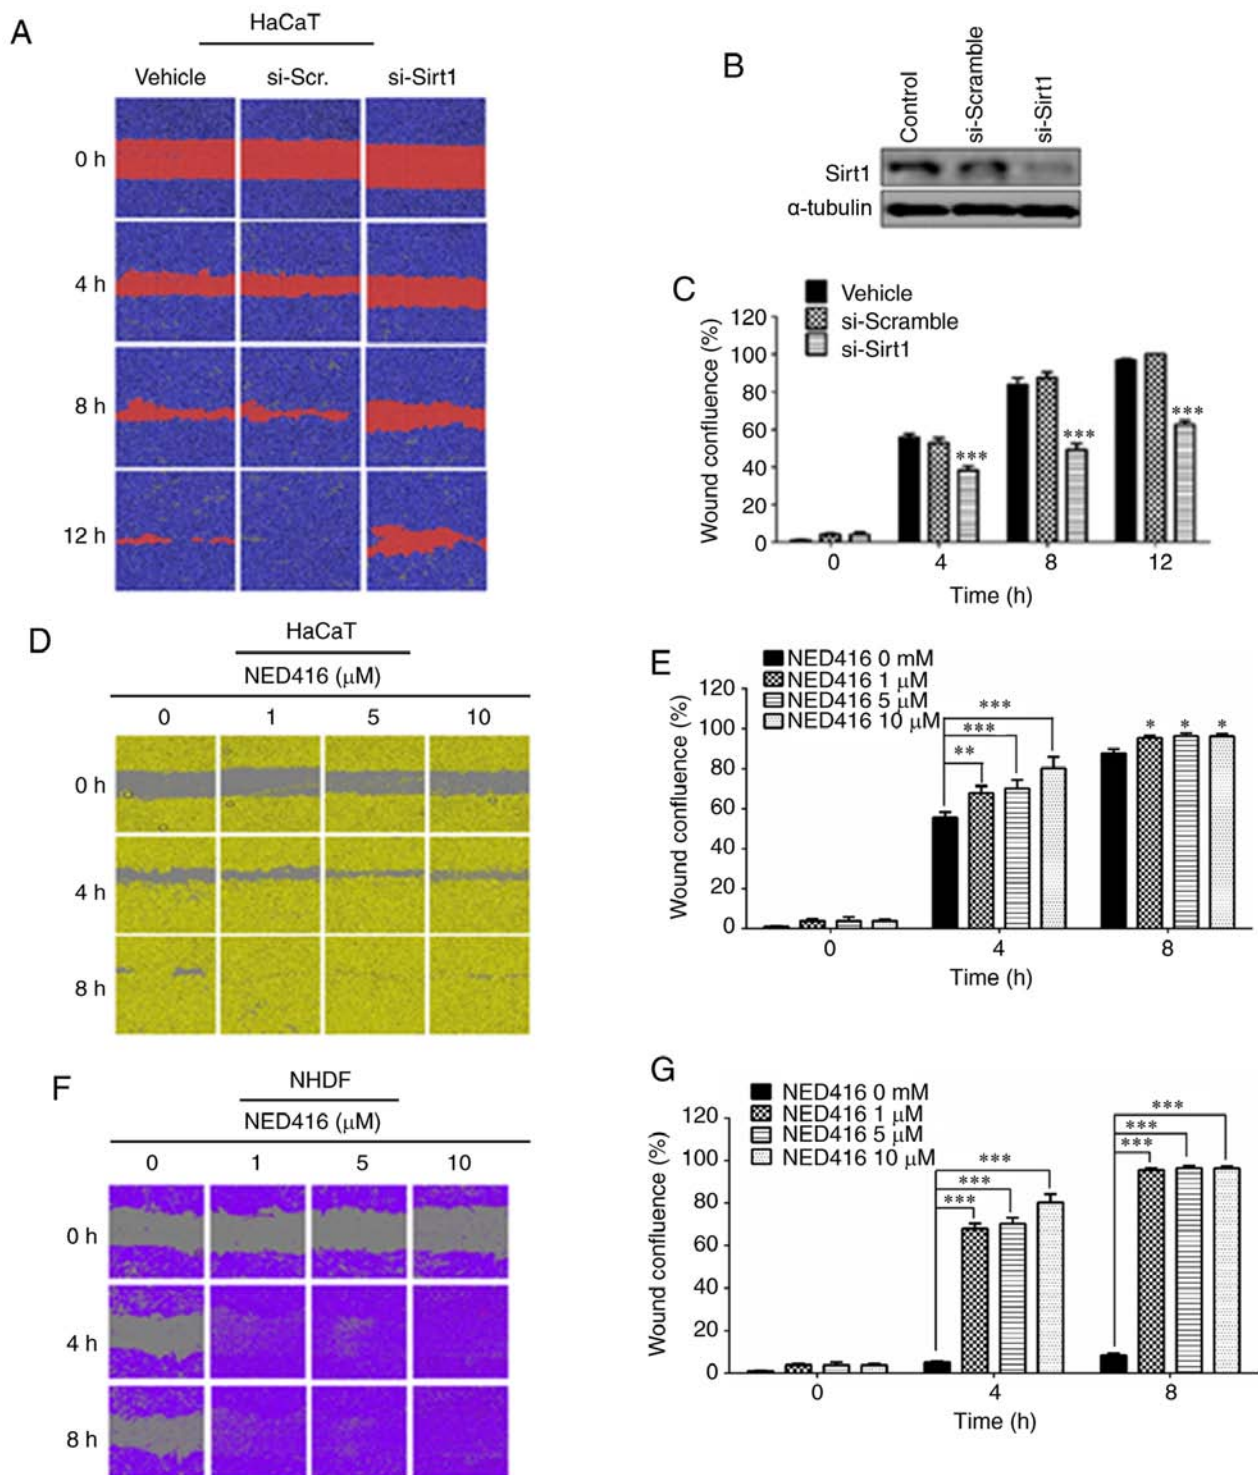 A
HaCaT
Vehicle si-Scr. si-Sirt1
0 h
4 h
8 h
12 h
B
Control si-Scramble si-Sirt1
Sirt1
α-tubulin
C
Vehicle
si-Scramble
si-Sirt1
Wound confluence (%)
120
100
80
60
40
20
0
***
***
***
0 4 8 12
Time (h)
D
HaCaT
NED416 (μM)
0 1 5 10
0 h
4 h
8 h
E
NED416 0 mM
NED416 1 μM
NED416 5 μM
NED416 10 μM
Wound confluence (%)
120
100
80
60
40
20
0
***
***
**
* * *
0 4 8
Time (h)
F
NHDF
NED416 (μM)
0 1 5 10
0 h
4 h
8 h
G
NED416 0 mM
NED416 1 μM
NED416 5 μM
NED416 10 μM
Wound confluence (%)
120
100
80
60
40
20
0
***
***
***
***
***
***
0 4 8
Time (h)